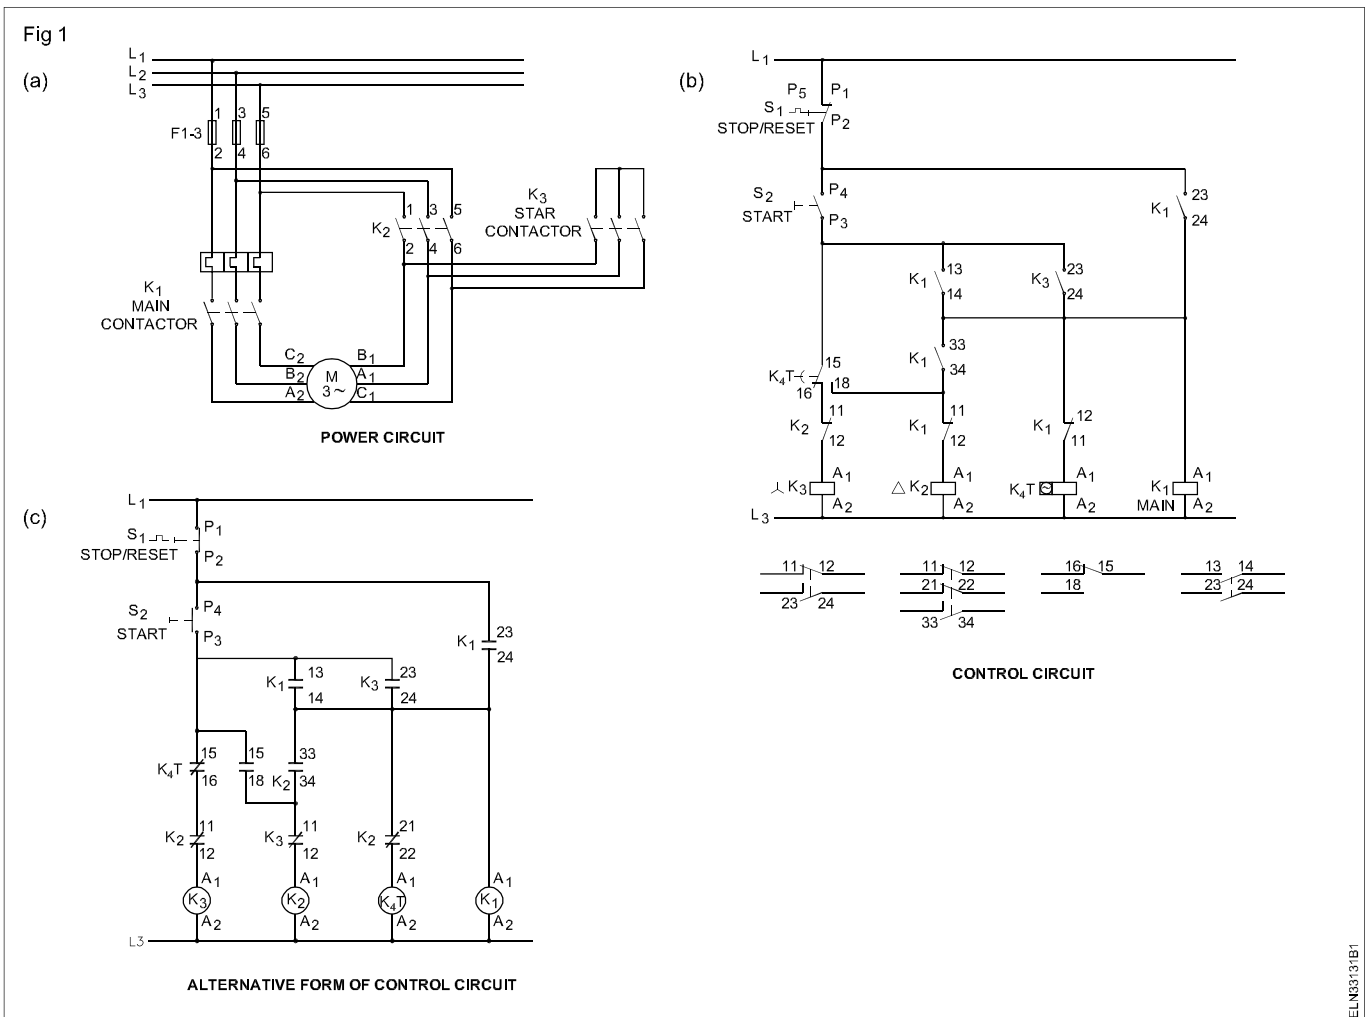 Fig 1
(a)
L1
L2
L3
1 3 5
F1-3
2 4 6
K3
STAR
CONTACTOR
1 3 5
K2
2 4 6
K1
MAIN
CONTACTOR
C2 B1
B2 M A1
3~
A2 C1
POWER CIRCUIT
(b)
L1
P5 P1
S1
STOP/RESET P2
S2 P4
START P3
K1 23
24
K1 13
14
K3 23
24
K1 33
34
K4T 15
16 18
K2 11
12
K1 11
12
K1 12
11
K3 A1
A2
△ K2 A1
A2
K4T A1
A2
K1 A1
MAIN A2
L3
11 12
23 24
11 12
21 22
33 34
16 15
18
13 14
23 24
CONTROL CIRCUIT
(c)
L1
S1 P1
STOP/RESET P2
S2 P4
START P3
K1 23
24
K1 13
14
K3 23
24
K4T 15
16
15
18
33
K2 34
K2 11
12
K3 11
12
K2 21
22
A1 A1 A1 A1
K3 K2 K4T K1
A2 A2 A2 A2
L3
ALTERNATIVE FORM OF CONTROL CIRCUIT
ELN33131B1